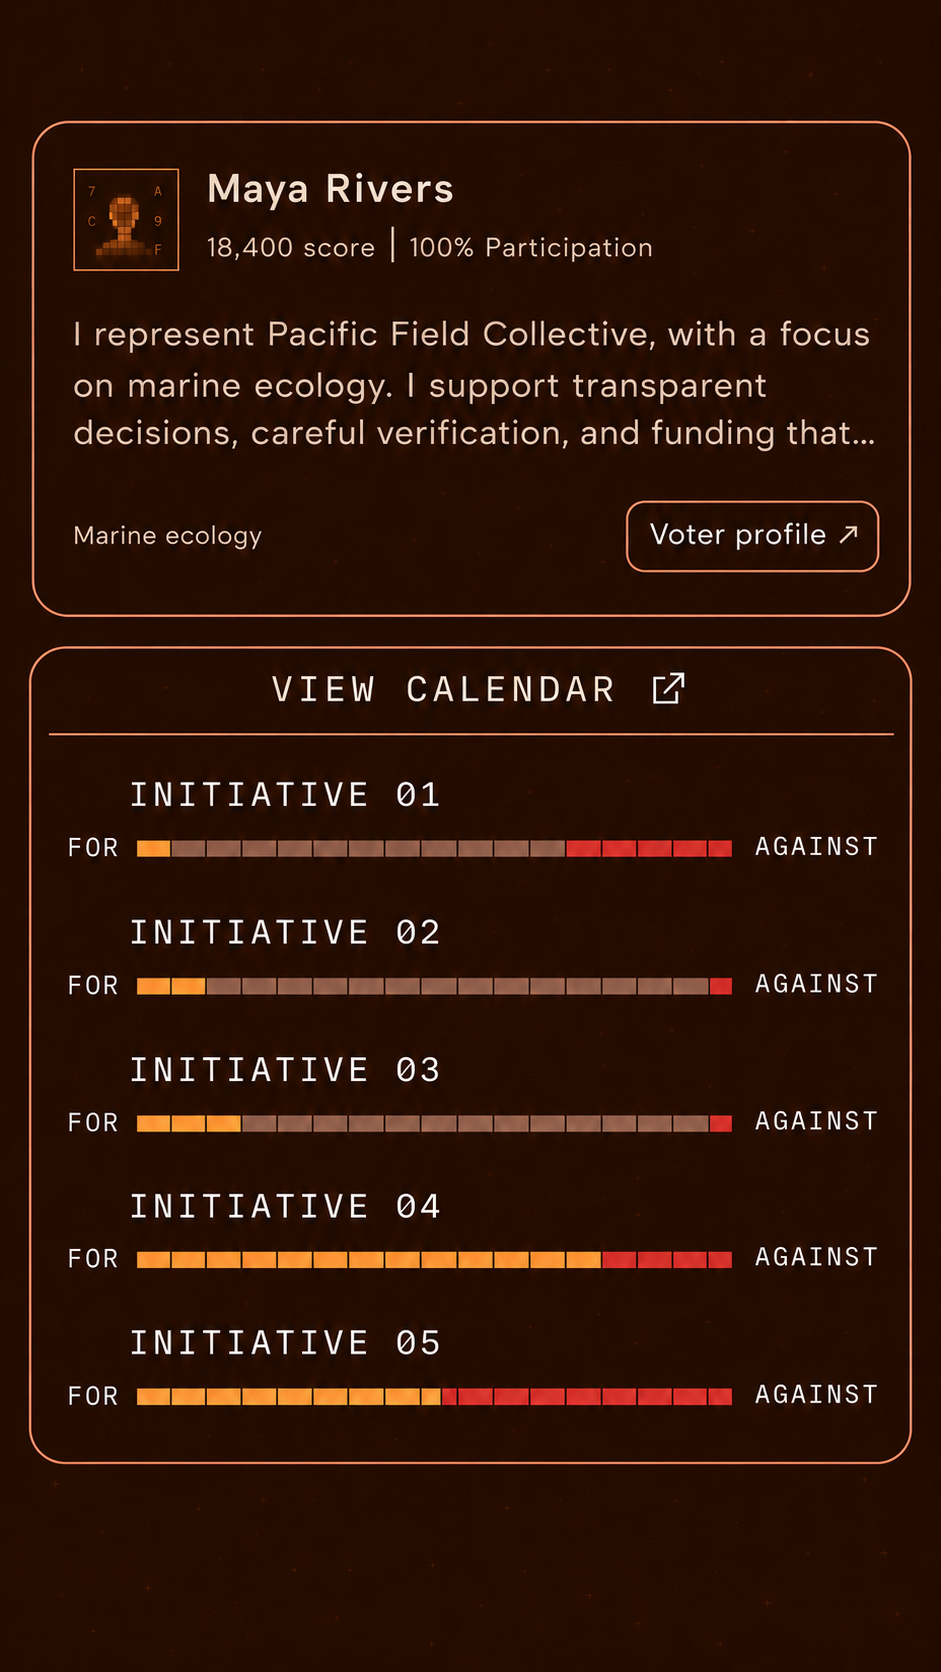 7 A
C 9
F
Maya Rivers
18,400 score | 100% Participation
I represent Pacific Field Collective, with a focus
on marine ecology. I support transparent
decisions, careful verification, and funding that...
Marine ecology
Voter profile ↗
VIEW CALENDAR
INITIATIVE 01
FOR AGAINST
INITIATIVE 02
FOR AGAINST
INITIATIVE 03
FOR AGAINST
INITIATIVE 04
FOR AGAINST
INITIATIVE 05
FOR AGAINST